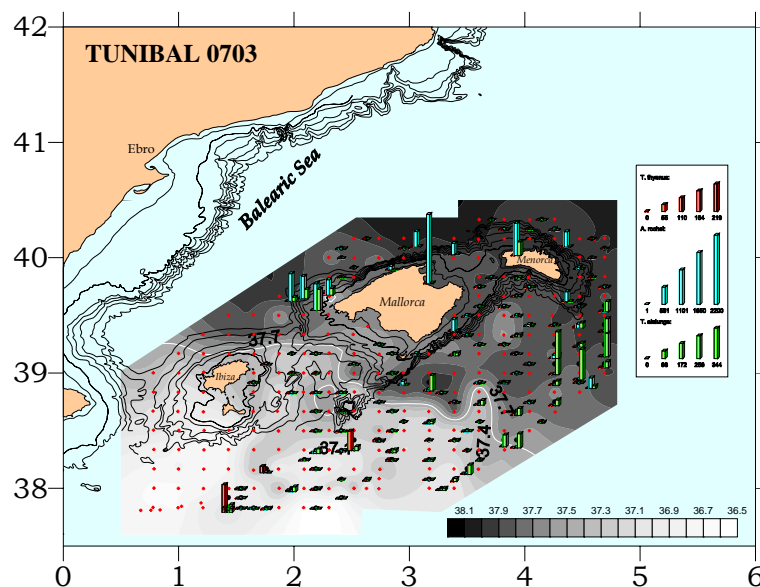 42
TUNIBAL 0703
41
Ebro
Balearic Sea
T. thynnus:
0 55 110 164 219
A. rochei:
1 551 1101 1650 2200
T. alalunga:
0 86 172 258 344
40
Menorca
Mallorca
37.7
39
Ibiza
37.4
38
38.1 37.9 37.7 37.5 37.3 37.1 36.9 36.7 36.5
0 1 2 3 4 5 6